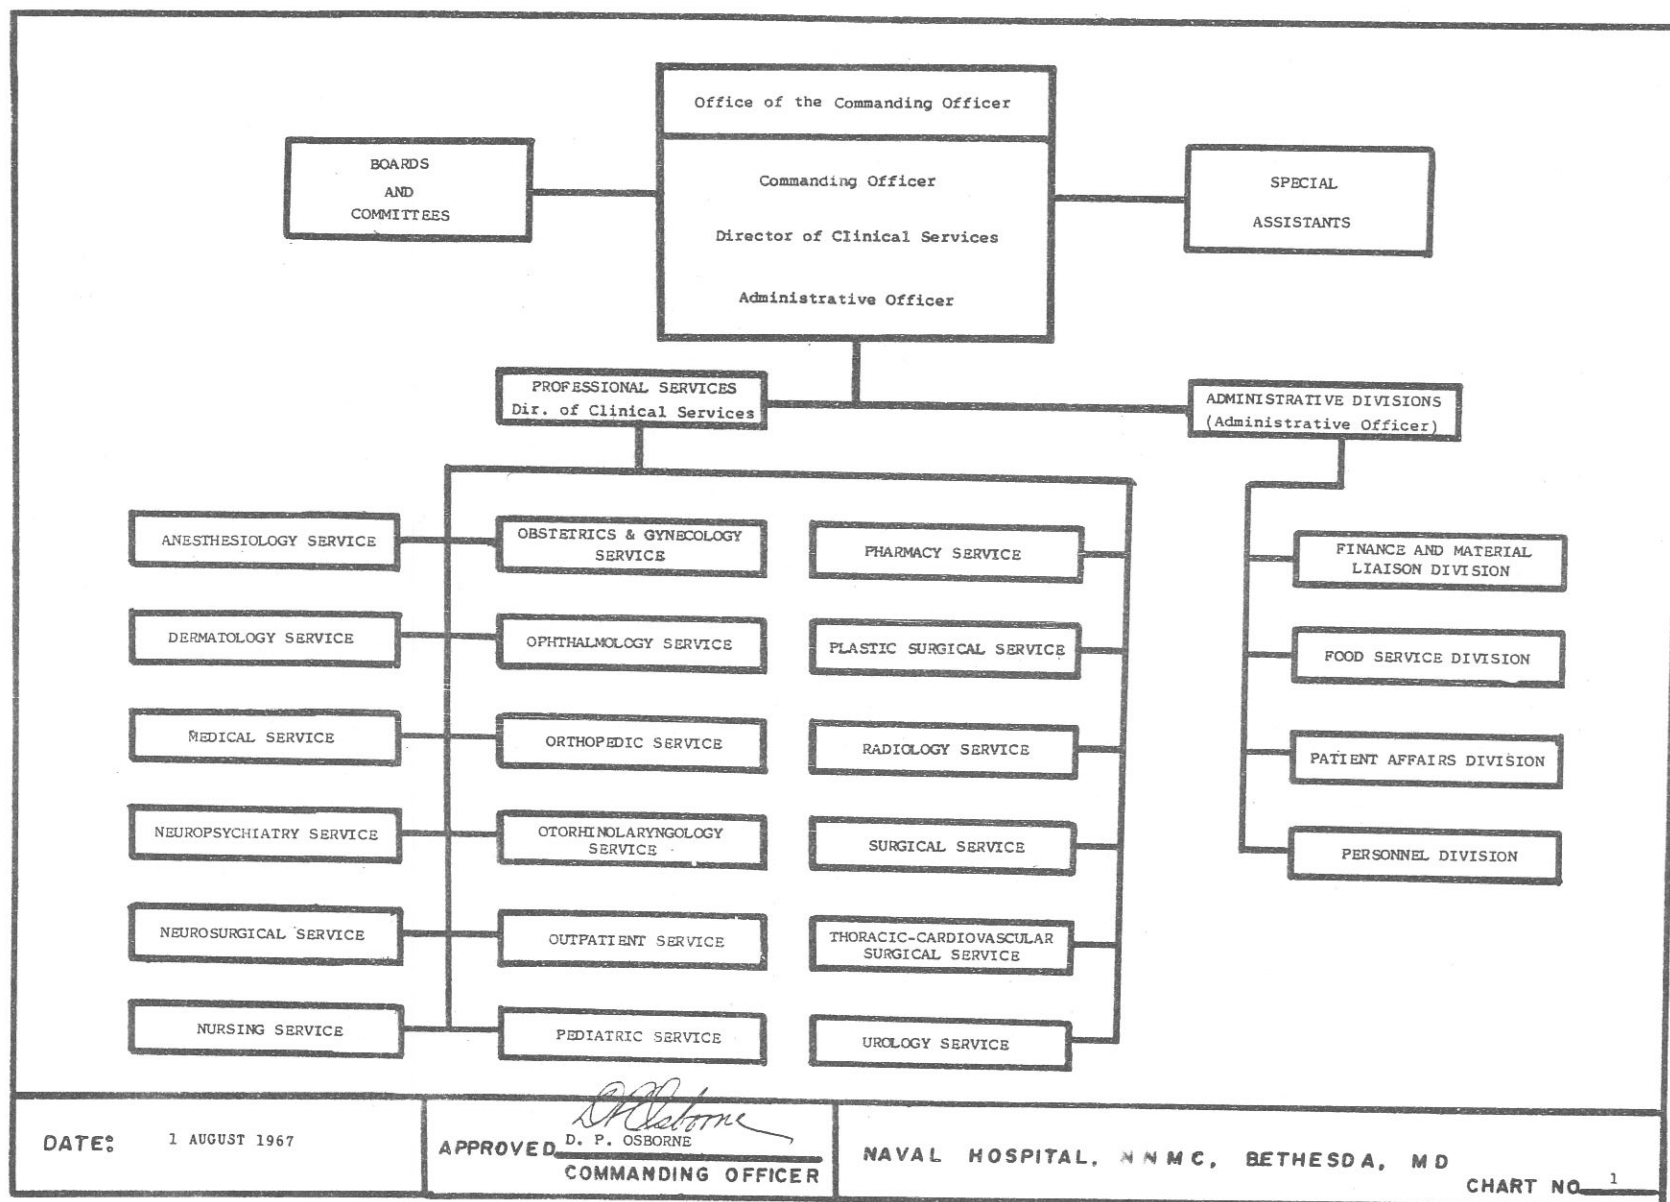 Office of the Commanding Officer
BOARDS
AND
COMMITTEES
Commanding Officer
Director of Clinical Services
Administrative Officer
SPECIAL
ASSISTANTS
PROFESSIONAL SERVICES
Dir. of Clinical Services
ADMINISTRATIVE DIVISIONS
(Administrative Officer)
ANESTHESIOLOGY SERVICE
DERMATOLOGY SERVICE
MEDICAL SERVICE
NEUROPSYCHIATRY SERVICE
NEUROSURGICAL SERVICE
NURSING SERVICE
OBSTETRICS & GYNECOLOGY
SERVICE
OPHTHALMOLOGY SERVICE
ORTHOPEDIC SERVICE
OTORHINOLARYNGOLOGY
SERVICE
OUTPATIENT SERVICE
PEDIATRIC SERVICE
PHARMACY SERVICE
PLASTIC SURGICAL SERVICE
RADIOLOGY SERVICE
SURGICAL SERVICE
THORACIC-CARDIOVASCULAR
SURGICAL SERVICE
UROLOGY SERVICE
FINANCE AND MATERIAL
LIAISON DIVISION
FOOD SERVICE DIVISION
PATIENT AFFAIRS DIVISION
PERSONNEL DIVISION
DATE: 1 AUGUST 1967
D P Osborne
APPROVED D. P. OSBORNE
COMMANDING OFFICER
NAVAL HOSPITAL, NNMC, BETHESDA, MD
CHART NO 1